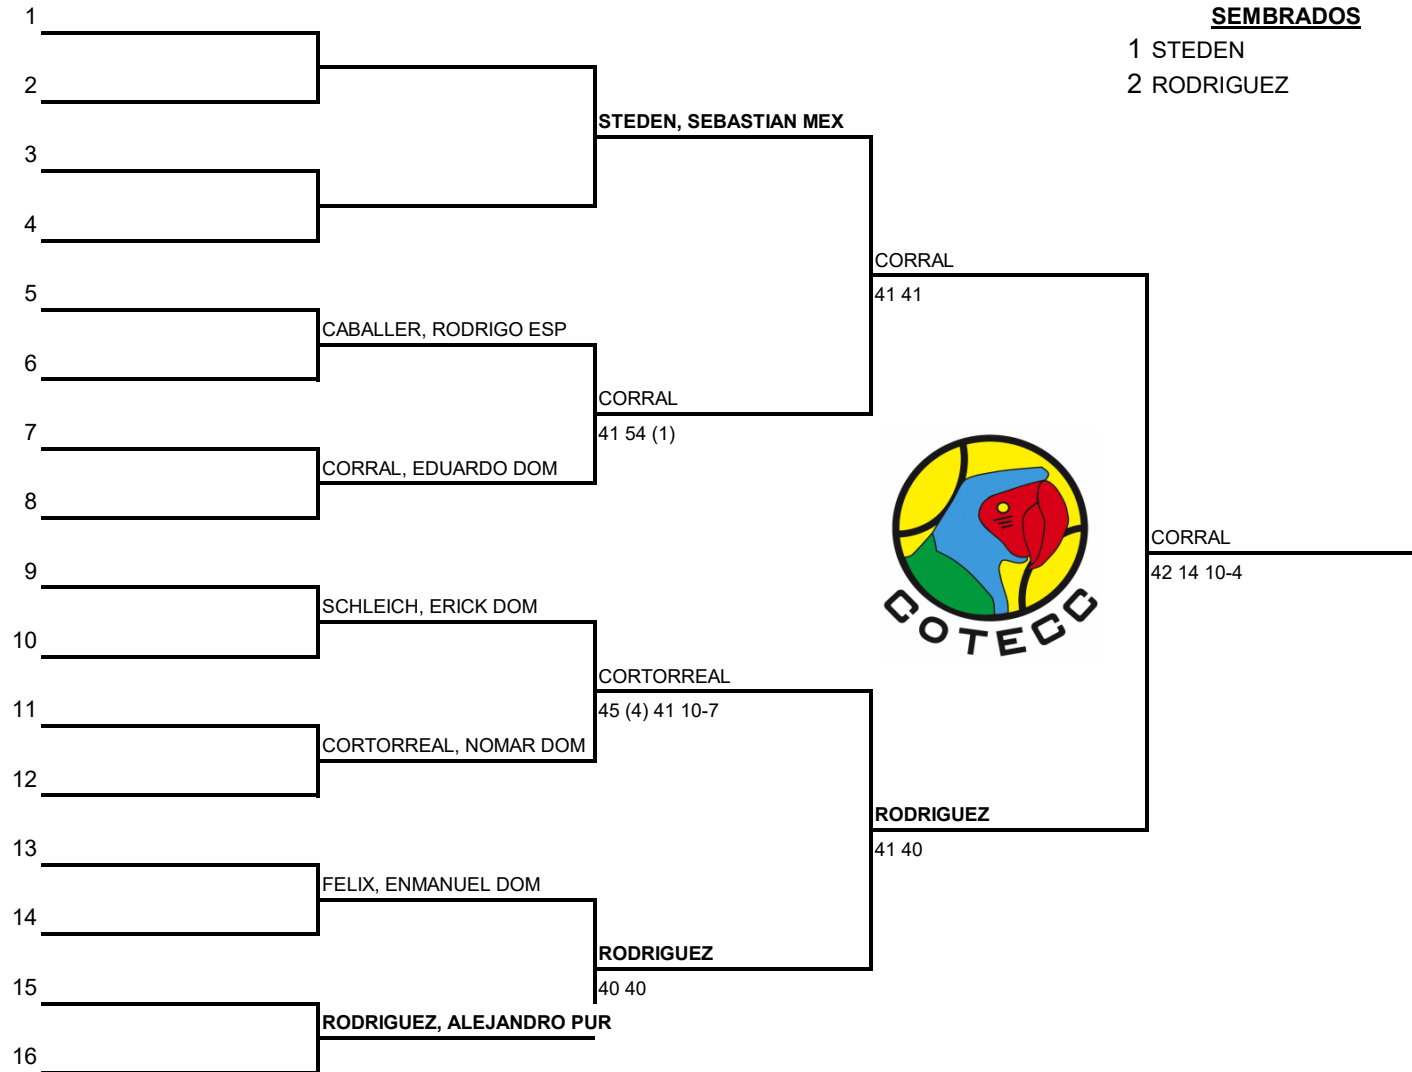 1
SEMBRADOS
1 STEDEN
2
2 RODRIGUEZ
STEDEN, SEBASTIAN MEX
3
4
CORRAL
5
41 41
CABALLER, RODRIGO ESP
6
CORRAL
7
41 54 (1)
CORRAL, EDUARDO DOM
8
CORRAL
9
42 14 10-4
SCHLEICH, ERICK DOM
10
COTECC
CORTORREAL
11
45 (4) 41 10-7
CORTORREAL, NOMAR DOM
12
RODRIGUEZ
13
41 40
FELIX, ENMANUEL DOM
14
RODRIGUEZ
15
40 40
RODRIGUEZ, ALEJANDRO PUR
16